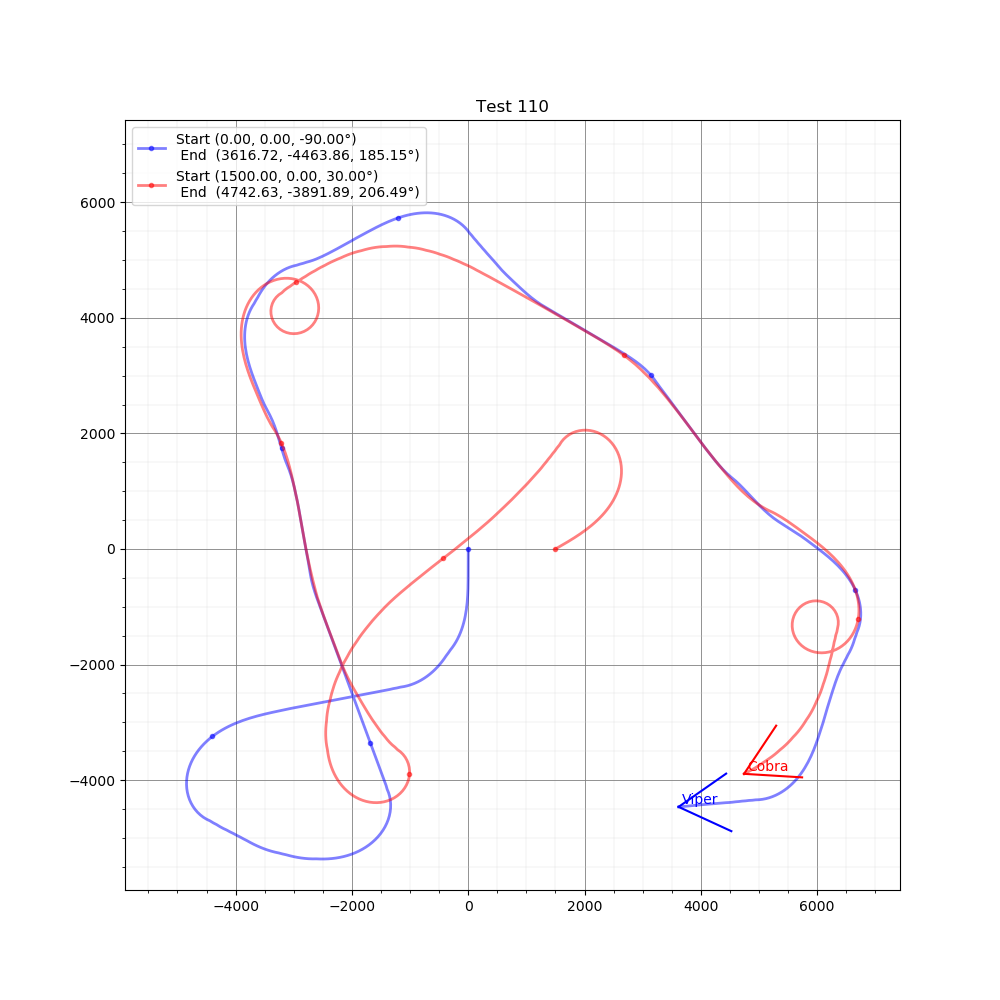 Test 110
Start (0.00, 0.00, -90.00°)
End  (3616.72, -4463.86, 185.15°)
Start (1500.00, 0.00, 30.00°)
End  (4742.63, -3891.89, 206.49°)
6000
4000
2000
0
−2000
−4000
Cobra
Viper
−4000 −2000 0 2000 4000 6000